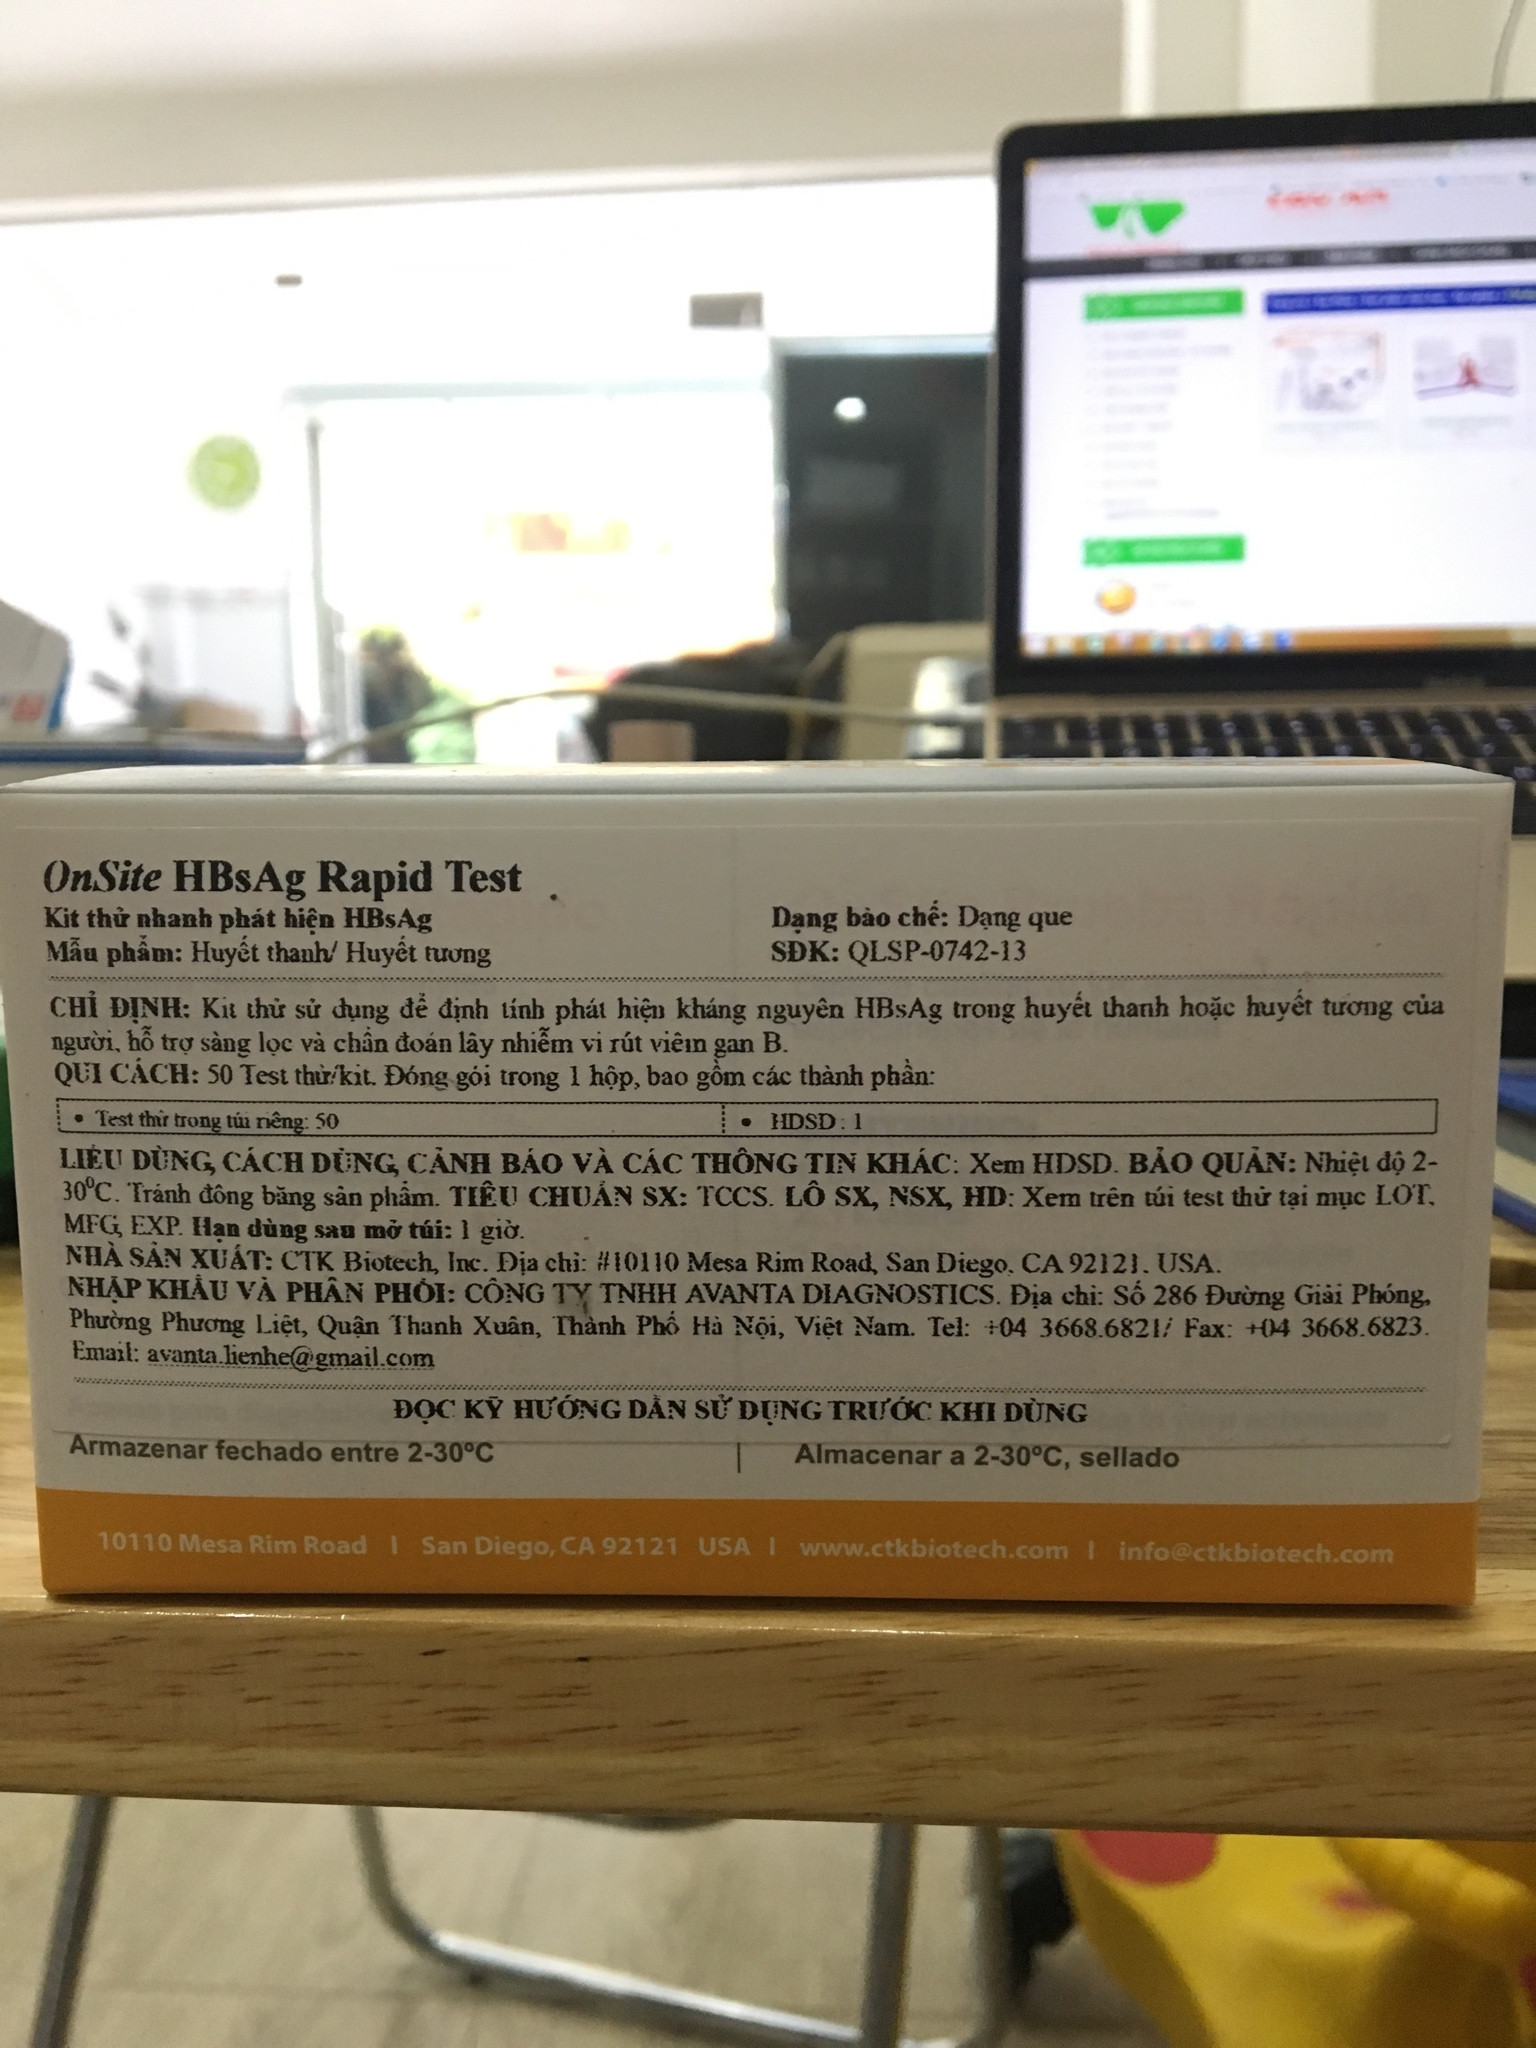 OnSite HBsAg Rapid Test
Kit thử nhanh phát hiện HBsAg
Dạng bào chế: Dạng que
Mẫu phẩm: Huyết thanh/ Huyết tương
SĐK: QLSP-0742-13
CHỈ ĐỊNH: Kit thử sử dụng để định tính phát hiện kháng nguyên HBsAg trong huyết thanh hoặc huyết tương của
người, hỗ trợ sàng lọc và chẩn đoán lây nhiễm vi rút viêm gan B.
QUI CÁCH: 50 Test thử/kit. Đóng gói trong 1 hộp, bao gồm các thành phần:
• Test thử trong túi riêng: 50
• HDSD : 1
LIỀU DÙNG, CÁCH DÙNG, CẢNH BÁO VÀ CÁC THÔNG TIN KHÁC: Xem HDSD. BẢO QUẢN: Nhiệt độ 2-
30⁰C. Tránh đông băng sản phẩm. TIÊU CHUẨN SX: TCCS. LÔ SX, NSX, HD: Xem trên túi test thử tại mục LOT,
MFG, EXP. Hạn dùng sau mở túi: 1 giờ.
NHÀ SẢN XUẤT: CTK Biotech, Inc. Địa chỉ: #10110 Mesa Rim Road, San Diego, CA 92121. USA.
NHẬP KHẨU VÀ PHÂN PHỐI: CÔNG TY TNHH AVANTA DIAGNOSTICS. Địa chỉ: Số 286 Đường Giải Phóng,
Phường Phương Liệt, Quận Thanh Xuân, Thành Phố Hà Nội, Việt Nam. Tel: +04 3668.6821/ Fax: +04 3668.6823.
Email: avanta.lienhe@gmail.com
ĐỌC KỸ HƯỚNG DẪN SỬ DỤNG TRƯỚC KHI DÙNG
Armazenar fechado entre 2-30ºC | Almacenar a 2-30ºC, sellado
10110 Mesa Rim Road | San Diego, CA 92121 USA | www.ctkbiotech.com | info@ctkbiotech.com